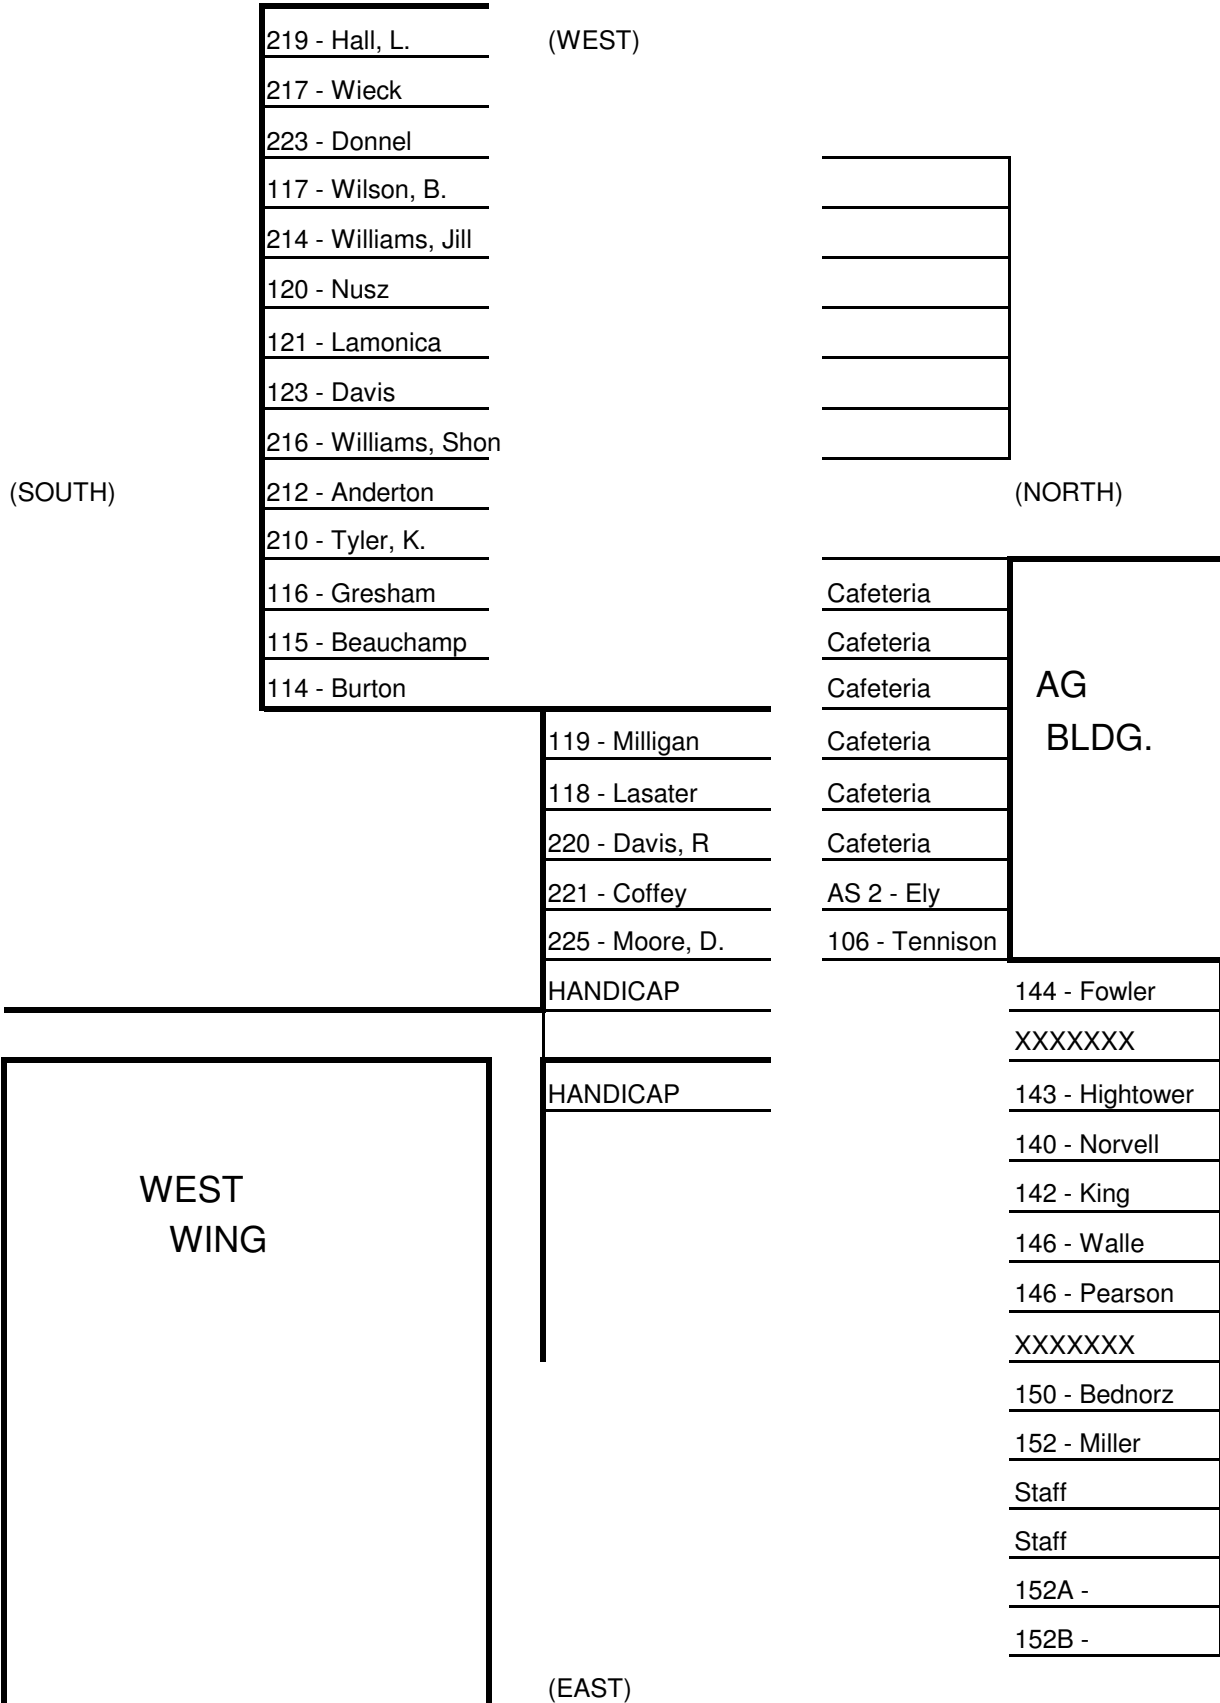 219 - Hall, L.
(WEST)
217 - Wieck
223 - Donnel
117 - Wilson, B.
214 - Williams, Jill
120 - Nusz
121 - Lamonica
123 - Davis
216 - Williams, Shon
(SOUTH)
212 - Anderton
(NORTH)
210 - Tyler, K.
116 - Gresham
Cafeteria
115 - Beauchamp
Cafeteria
114 - Burton
Cafeteria
AG
BLDG.
119 - Milligan
Cafeteria
118 - Lasater
Cafeteria
220 - Davis, R
Cafeteria
221 - Coffey
AS 2 - Ely
225 - Moore, D.
106 - Tennison
HANDICAP
144 - Fowler
XXXXXXX
HANDICAP
143 - Hightower
140 - Norvell
WEST
WING
142 - King
146 - Walle
146 - Pearson
XXXXXXX
150 - Bednorz
152 - Miller
Staff
Staff
152A -
152B -
(EAST)